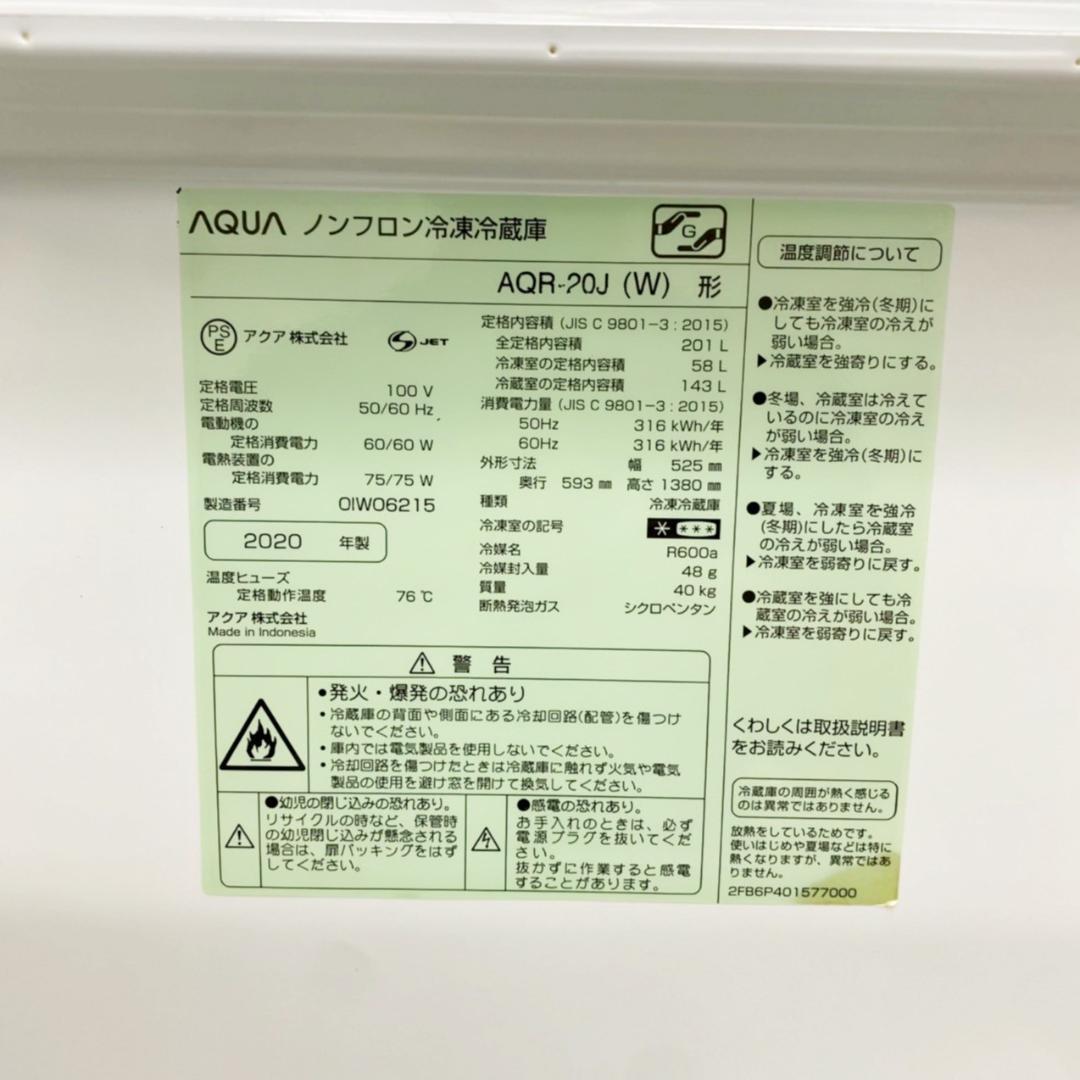 AQUA ノンフロン冷凍冷蔵庫
G
AQR-20J (W) 形
PS
E
アクア 株式会社
S JET
定格電圧 100 V
定格周波数 50/60 Hz
電動機の
定格消費電力 60/60 W
電熱装置の
定格消費電力 75/75 W
製造番号 OIW06215
2020 年製
温度ヒューズ
定格動作温度 76 ℃
アクア 株式会社
Made in Indonesia
定格内容積 (JIS C 9801-3 : 2015)
全定格内容積 201 L
冷凍室の定格内容積 58 L
冷蔵室の定格内容積 143 L
消費電力量 (JIS C 9801-3 : 2015)
50Hz 316 kWh/年
60Hz 316 kWh/年
外形寸法 幅 525 ㎜
奥行 593 ㎜ 高さ 1380 ㎜
種類 冷凍冷蔵庫
冷凍室の記号
冷媒名 R600a
冷媒封入量 48 g
質量 40 kg
断熱発泡ガス シクロペンタン
⚠ 警告
●発火・爆発の恐れあり
・冷蔵庫の背面や側面にある冷却回路(配管)を傷つけ
ないでください。
・庫内では電気製品を使用しないでください。
・冷却回路を傷つけたときは冷蔵庫に触れず火気や電気
製品の使用を避け窓を開けて換気してください。
●幼児の閉じ込みの恐れあり。
リサイクルの時など、保管時
の幼児閉じ込みが懸念される
場合は、扉パッキングをはず
してください。
●感電の恐れあり。
お手入れのときは、必ず
電源プラグを抜いてくだ
さい。
抜かずに作業すると感電
することがあります。
温度調節について
●冷凍室を強冷(冬期)に
しても冷凍室の冷えが
弱い場合。
▶冷蔵室を強寄りにする。
●冬場、冷蔵室は冷えて
いるのに冷凍室の冷え
が弱い場合。
▶冷凍室を強冷(冬期)に
する。
●夏場、冷凍室を強冷
(冬期)にしたら冷蔵室
の冷えが弱い場合。
▶冷凍室を弱寄りに戻す。
●冷蔵室を強にしても冷
蔵室の冷えが弱い場合。
▶冷凍室を弱寄りに戻す。
くわしくは取扱説明書
をお読みください。
冷蔵庫の周囲が熱く感じる
のは異常ではありません。
放熱をしているためです。
使いはじめや夏場などは特に
熱くなりますが、異常ではあ
りません。
2FB6P401577000